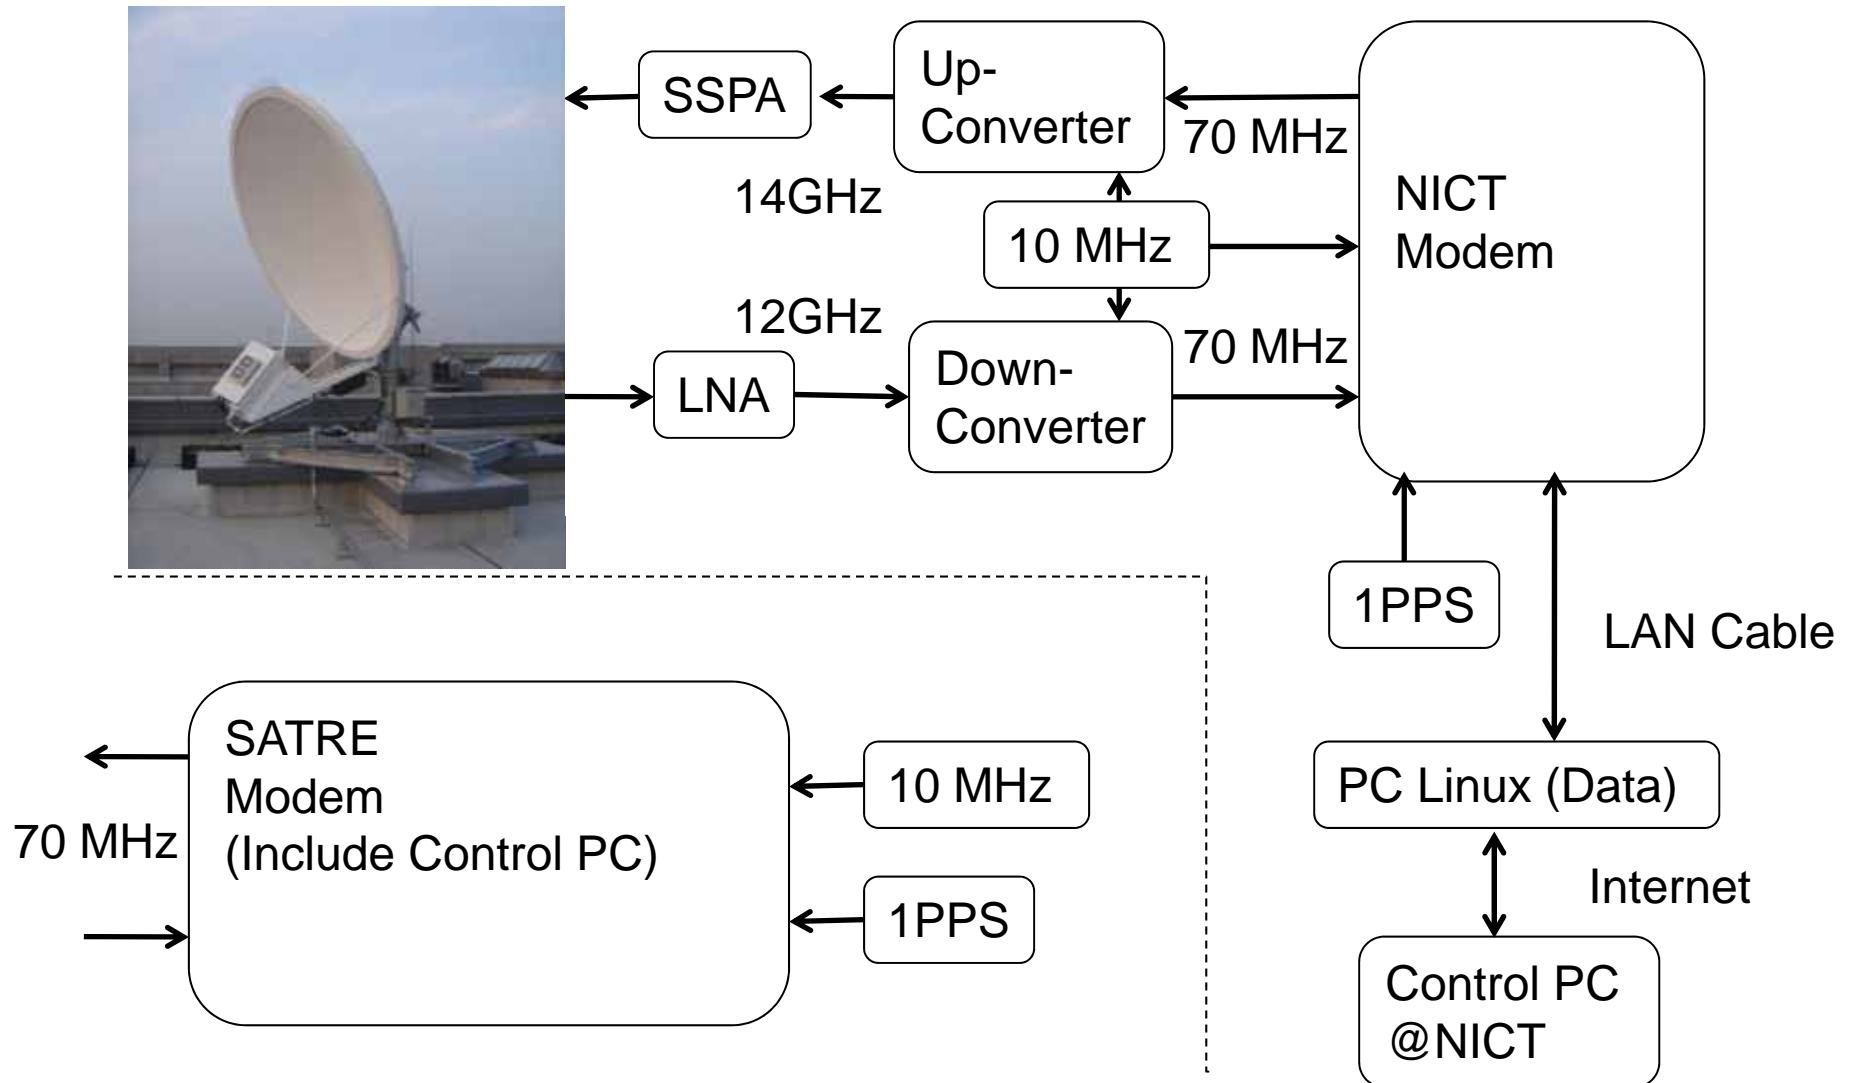 SSPA
Up-
Converter
70 MHz
14GHz
10 MHz
NICT
Modem
12GHz
LNA
Down-
Converter
70 MHz
1PPS
LAN Cable
SATRE
Modem
(Include Control PC)
70 MHz
10 MHz
1PPS
PC Linux (Data)
Internet
Control PC
@NICT